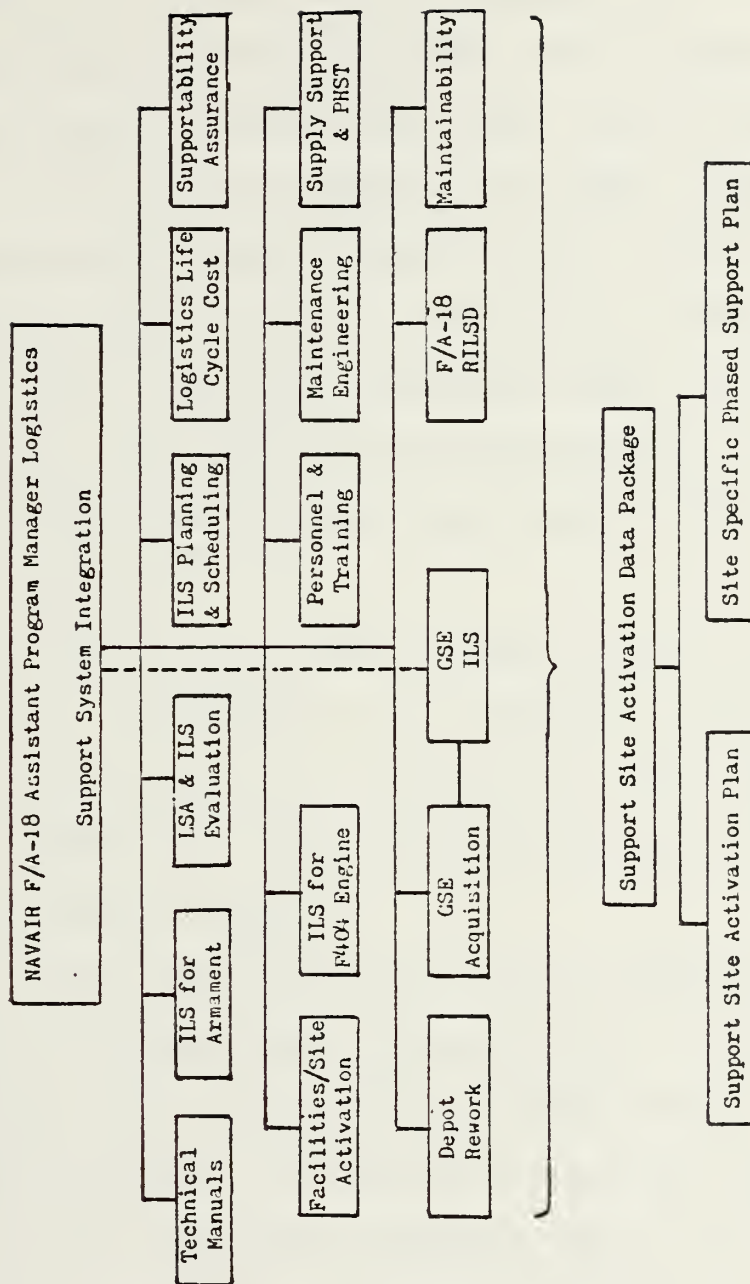 NAVAIR F/A-18 Assistant Program Manager Logistics
Support System Integration
Technical
Manuals
ILS for
Armament
LSA & ILS
Evaluation
ILS Planning
& Scheduling
Logistics Life
Cycle Cost
Supportability
Assurance
Facilities/Site
Activation
ILS for
F404 Engine
Personnel &
Training
Maintenance
Engineering
Supply Support
& PHST
Depot
Rework
GSE
Acquisition
GSE
ILS
F/A-18
RILSD
Maintainability
Support Site Activation Data Package
Support Site Activation Plan
Site Specific Phased Support Plan